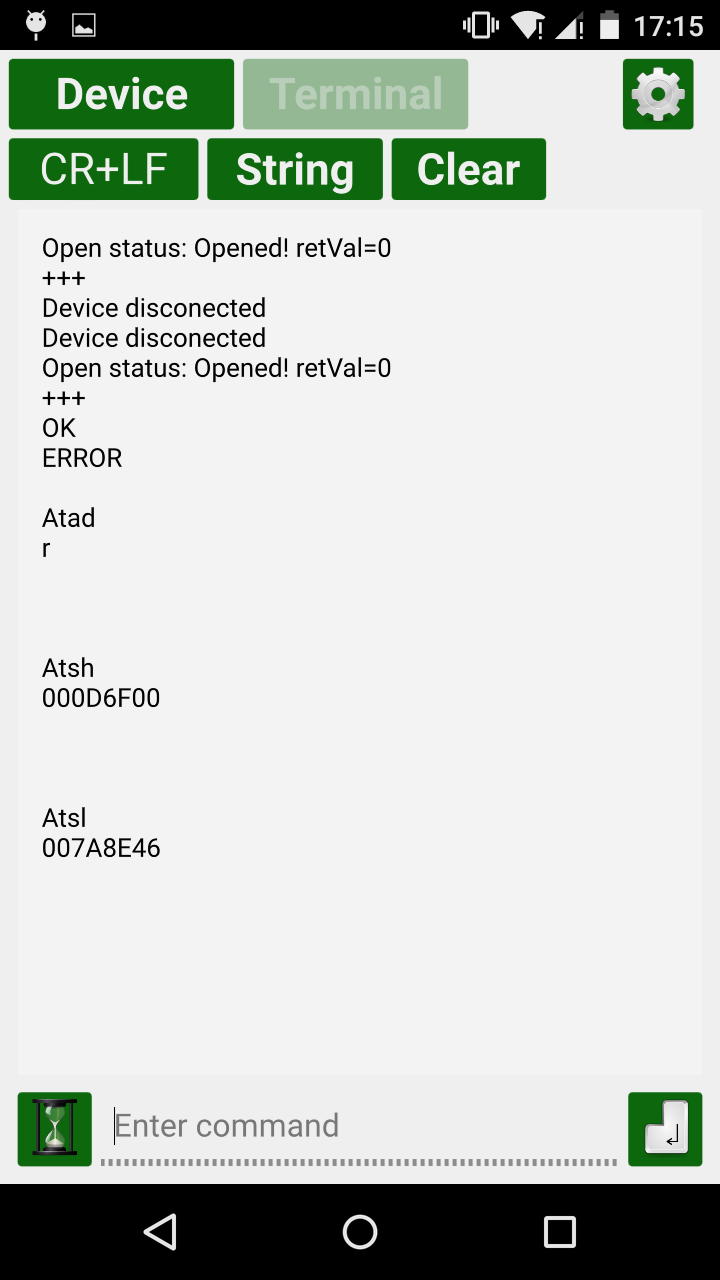 17:15
Device Terminal
CR+LF String Clear
Open status: Opened! retVal=0
+++
Device disconected
Device disconected
Open status: Opened! retVal=0
+++
OK
ERROR
Atad
r
Atsh
000D6F00
Atsl
007A8E46
Enter command